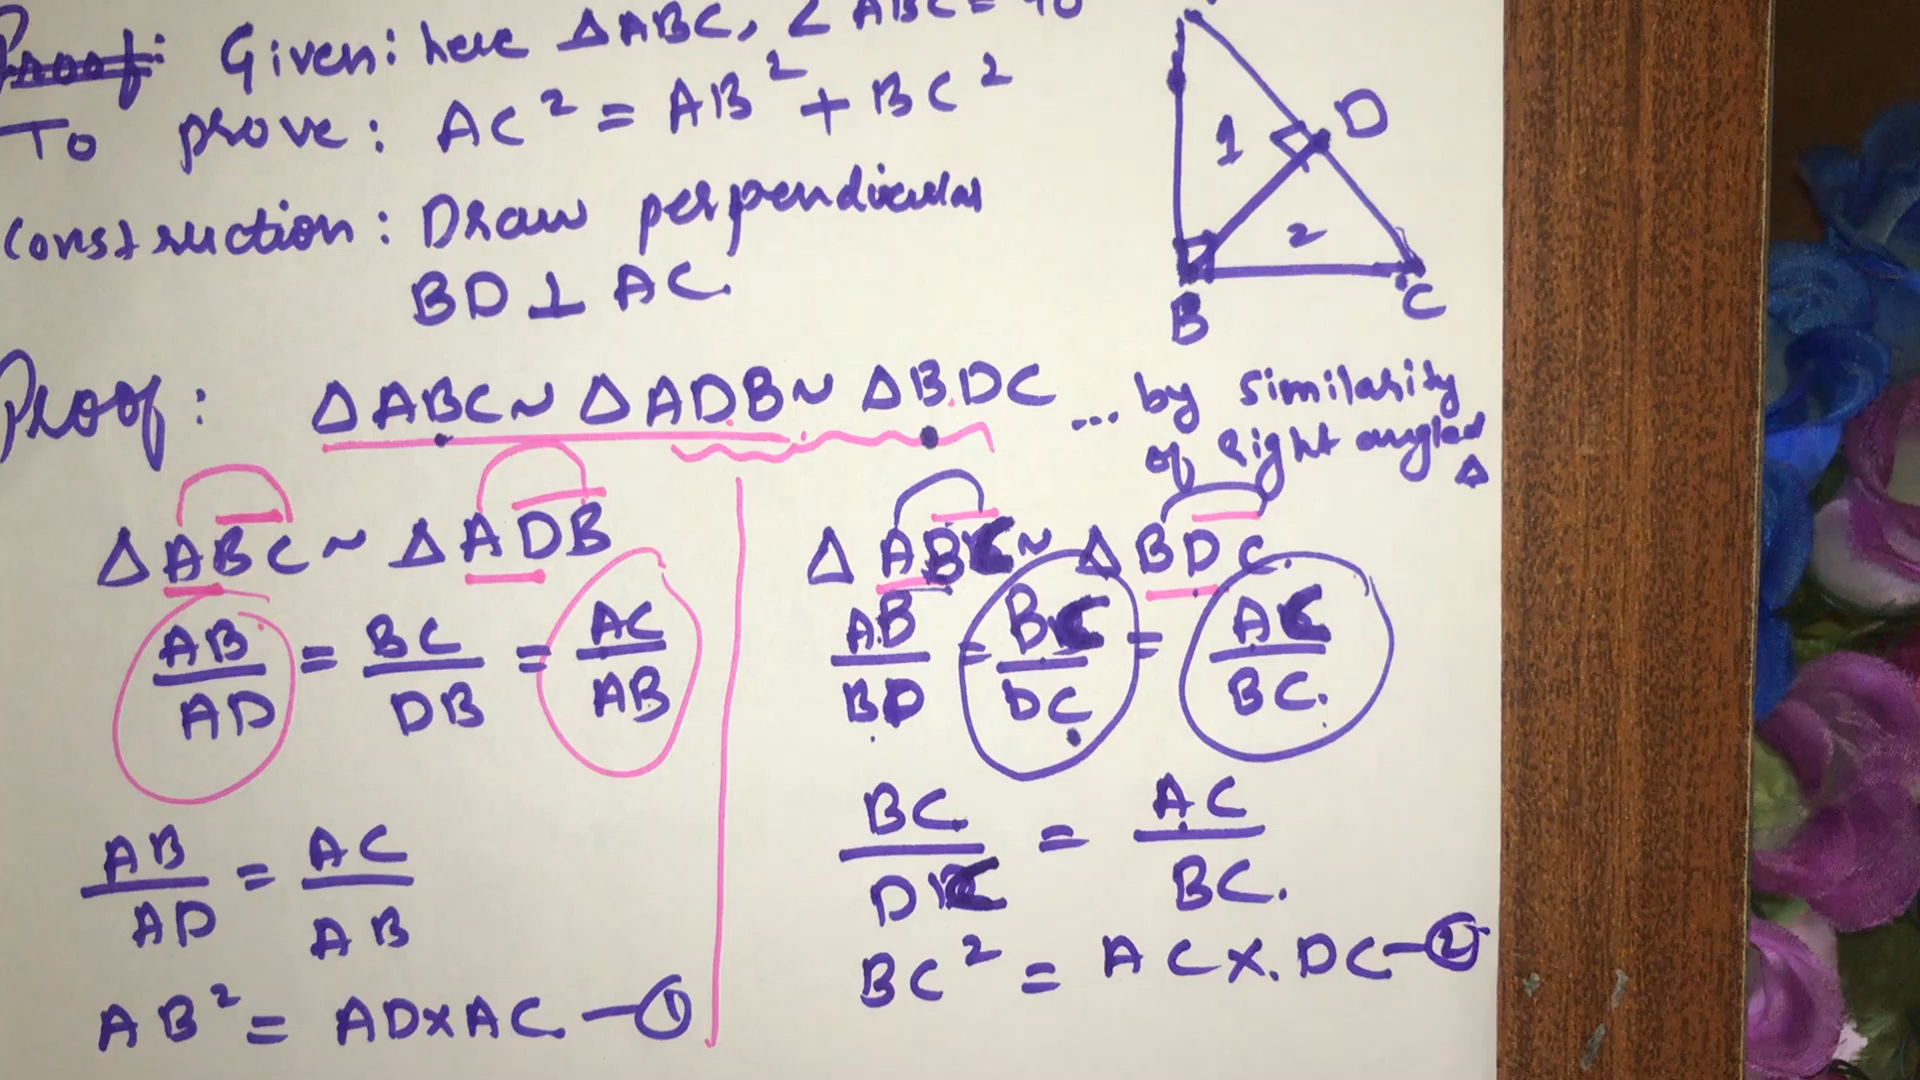 Proof: Given: here ΔABC, ∠ABC = 90
To prove: AC² = AB² + BC²
Construction: Draw perpendicular
BD ⊥ AC.
1
D
2
B
C
Proof: ΔABC ~ ΔADB ~ ΔBDC ... by similarity
of right angled
Δ
ΔABC ~ ΔADB
AB/AD = BC/DB = AC/AB
AB/AD = AC/AB
AB² = AD×AC — ①
ΔABC ~ ΔBDC.
AB/BD = BC/DC = AC/BC.
BC/DC = AC/BC.
BC² = AC×.DC — ②